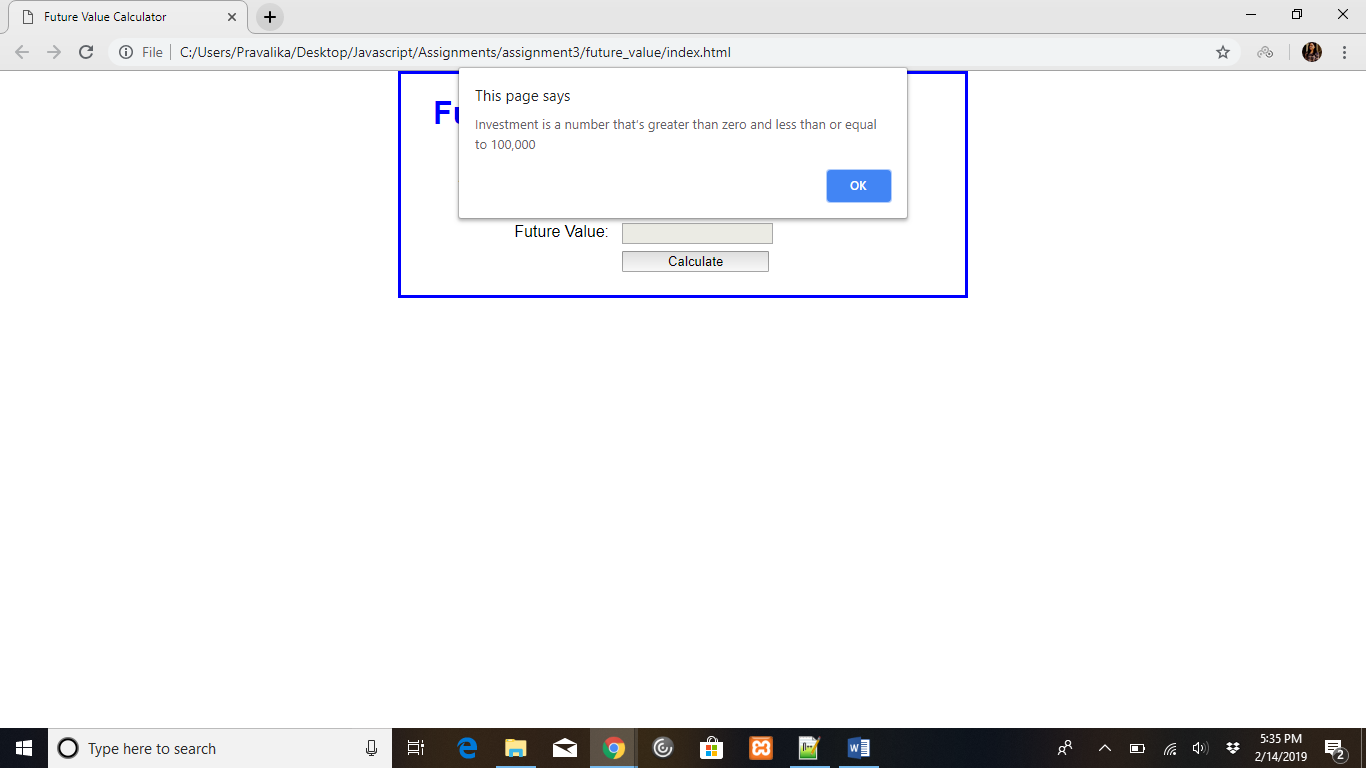 Future Value Calculator
File
C:/Users/Pravalika/Desktop/Javascript/Assignments/assignment3/future_value/index.html
This page says
Investment is a number that's greater than zero and less than or equal
to 100,000
OK
Future Value:
Calculate
Type here to search
5:35 PM
2/14/2019
2